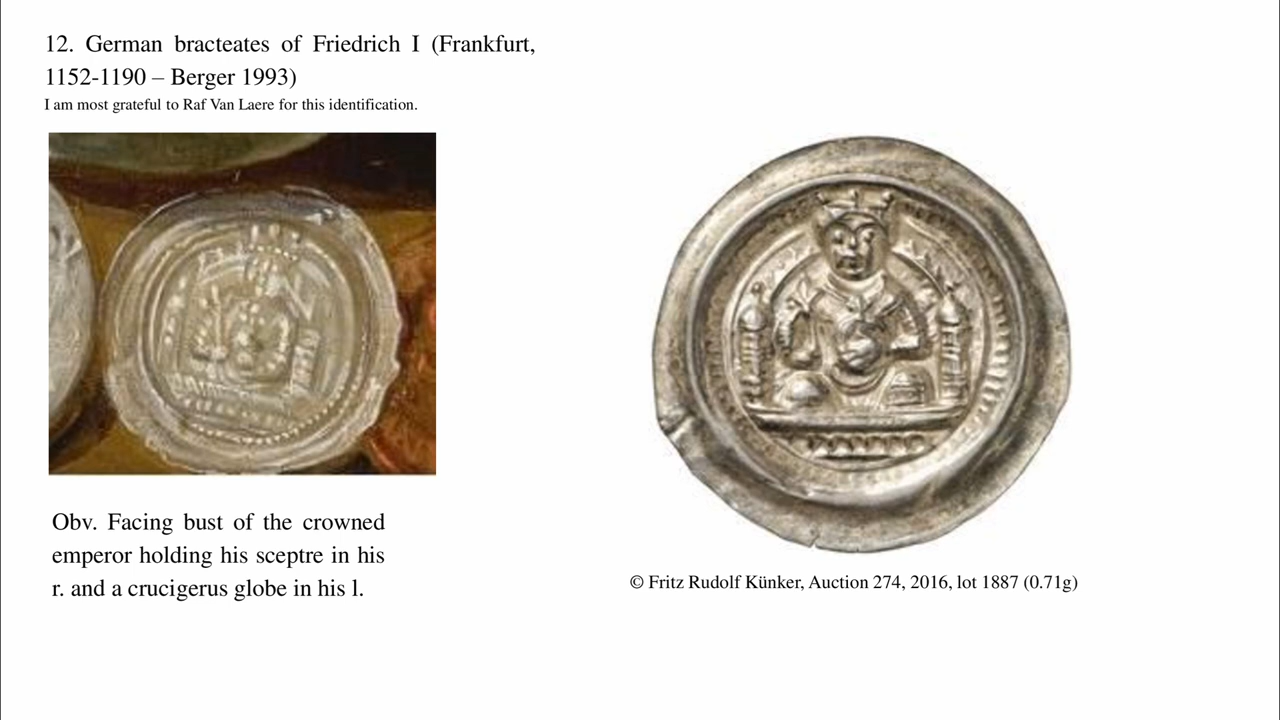 12. German bracteates of Friedrich I (Frankfurt,
1152-1190 – Berger 1993)
I am most grateful to Raf Van Laere for this identification.
Obv. Facing bust of the crowned
emperor holding his sceptre in his
r. and a crucigerus globe in his l.
© Fritz Rudolf Künker, Auction 274, 2016, lot 1887 (0.71g)